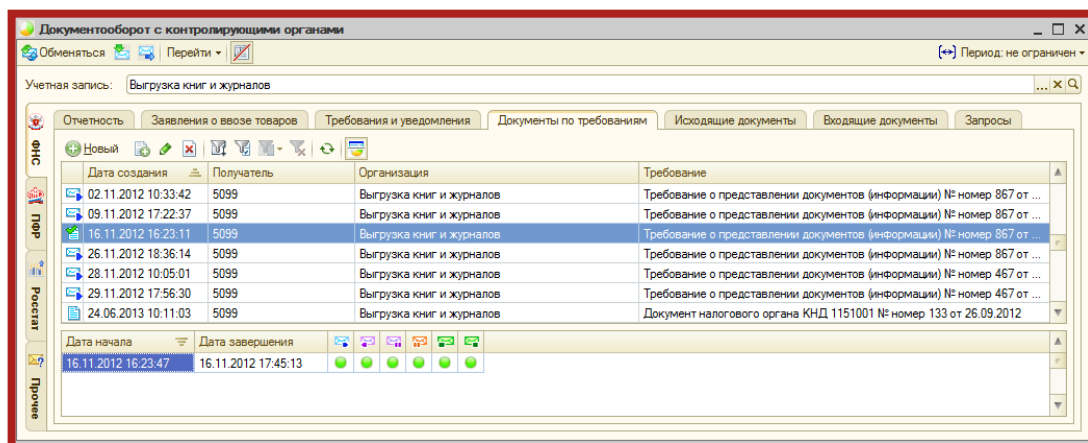 Документооборот с контролирующими органами
Обменяться Перейти Период: не ограничен
Учетная запись: Выгрузка книг и журналов ...
ФНС
ПФР
Росстат
Прочее
Отчетность Заявления о ввозе товаров Требования и уведомления Документы по требованиям Исходящие документы Входящие документы Запросы
Новый
Дата создания Получатель Организация Требование
02.11.2012 10:33:42 5099 Выгрузка книг и журналов Требование о представлении документов (информации) № номер 867 от ...
09.11.2012 17:22:37 5099 Выгрузка книг и журналов Требование о представлении документов (информации) № номер 867 от ...
16.11.2012 16:23:11 5099 Выгрузка книг и журналов Требование о представлении документов (информации) № номер 867 от ...
26.11.2012 18:36:14 5099 Выгрузка книг и журналов Требование о представлении документов (информации) № номер 867 от ...
28.11.2012 10:05:01 5099 Выгрузка книг и журналов Требование о представлении документов (информации) № номер 467 от ...
29.11.2012 17:56:30 5099 Выгрузка книг и журналов Требование о представлении документов (информации) № номер 467 от ...
24.06.2013 10:11:03 5099 Выгрузка книг и журналов Документ налогового органа КНД 1151001 № номер 133 от 26.09.2012
Дата начала Дата завершения
16.11.2012 16:23:47 16.11.2012 17:45:13